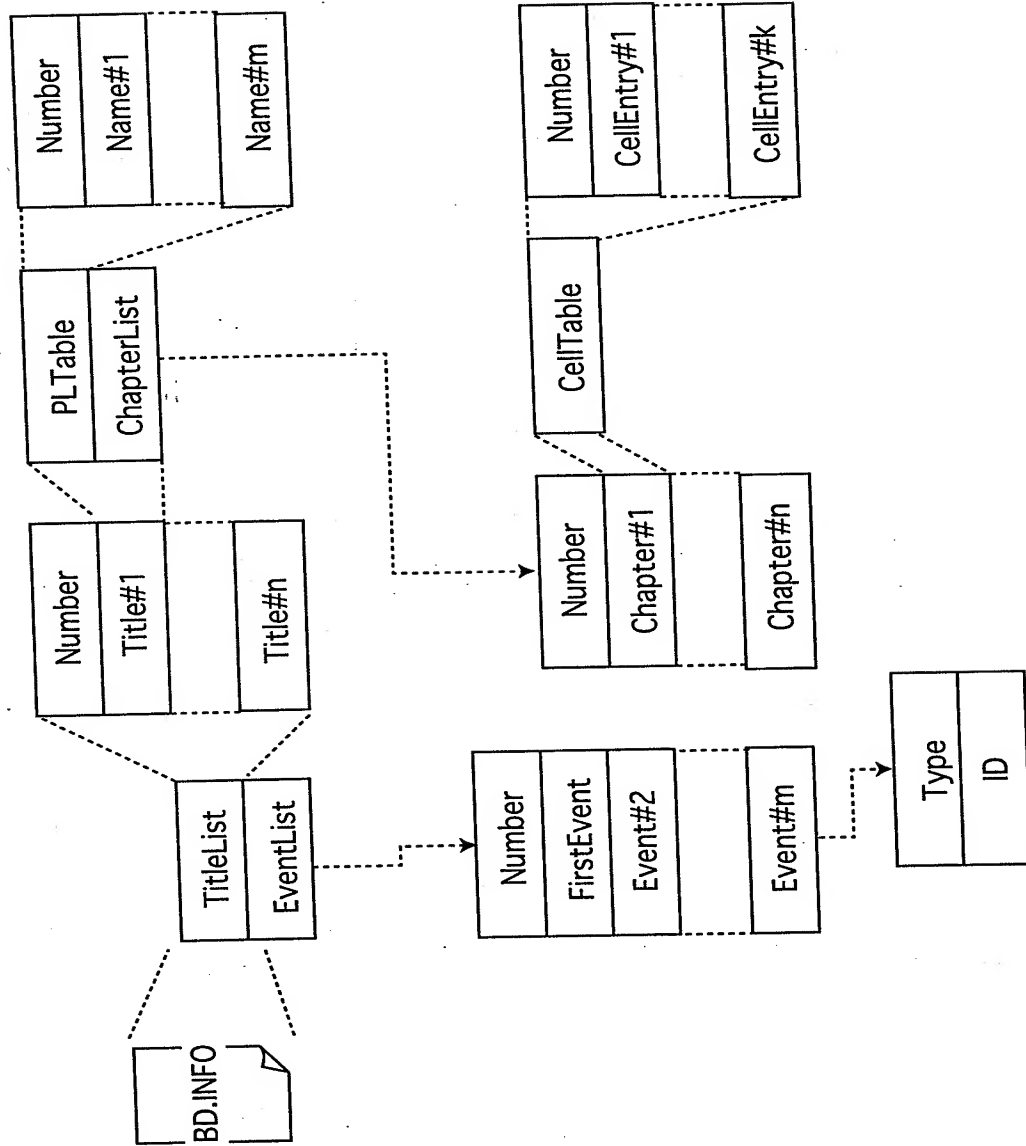 BD.INFO
TitleList
EventList
Number
Title#1
Title#n
PLTable
ChapterList
Number
Name#1
Name#m
Number
FirstEvent
Event#2
Event#m
Type
ID
Number
Chapter#1
Chapter#n
CellTable
Number
CellEntry#1
CellEntry#k